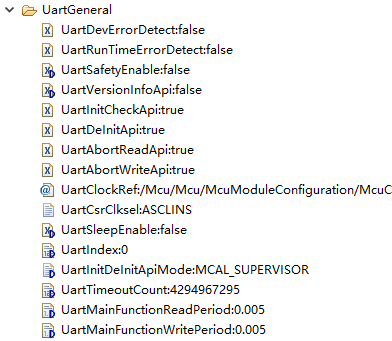 UartGeneral
UartDevErrorDetect:false
UartRunTimeErrorDetect:false
UartSafetyEnable:false
UartVersionInfoApi:false
UartInitCheckApi:true
UartDeInitApi:true
UartAbortReadApi:true
UartAbortWriteApi:true
UartClockRef:/Mcu/Mcu/McuModuleConfiguration/McuC
UartCsrClksel:ASCLINS
UartSleepEnable:false
UartIndex:0
UartInitDeInitApiMode:MCAL_SUPERVISOR
UartTimeoutCount:4294967295
UartMainFunctionReadPeriod:0.005
UartMainFunctionWritePeriod:0.005